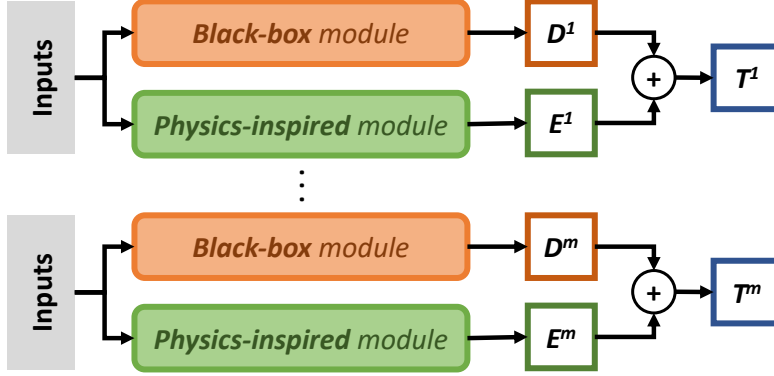 Inputs
Black-box module
D¹
+
T¹
Physics-inspired module
E¹
⋮
Inputs
Black-box module
Dᵐ
+
Tᵐ
Physics-inspired module
Eᵐ